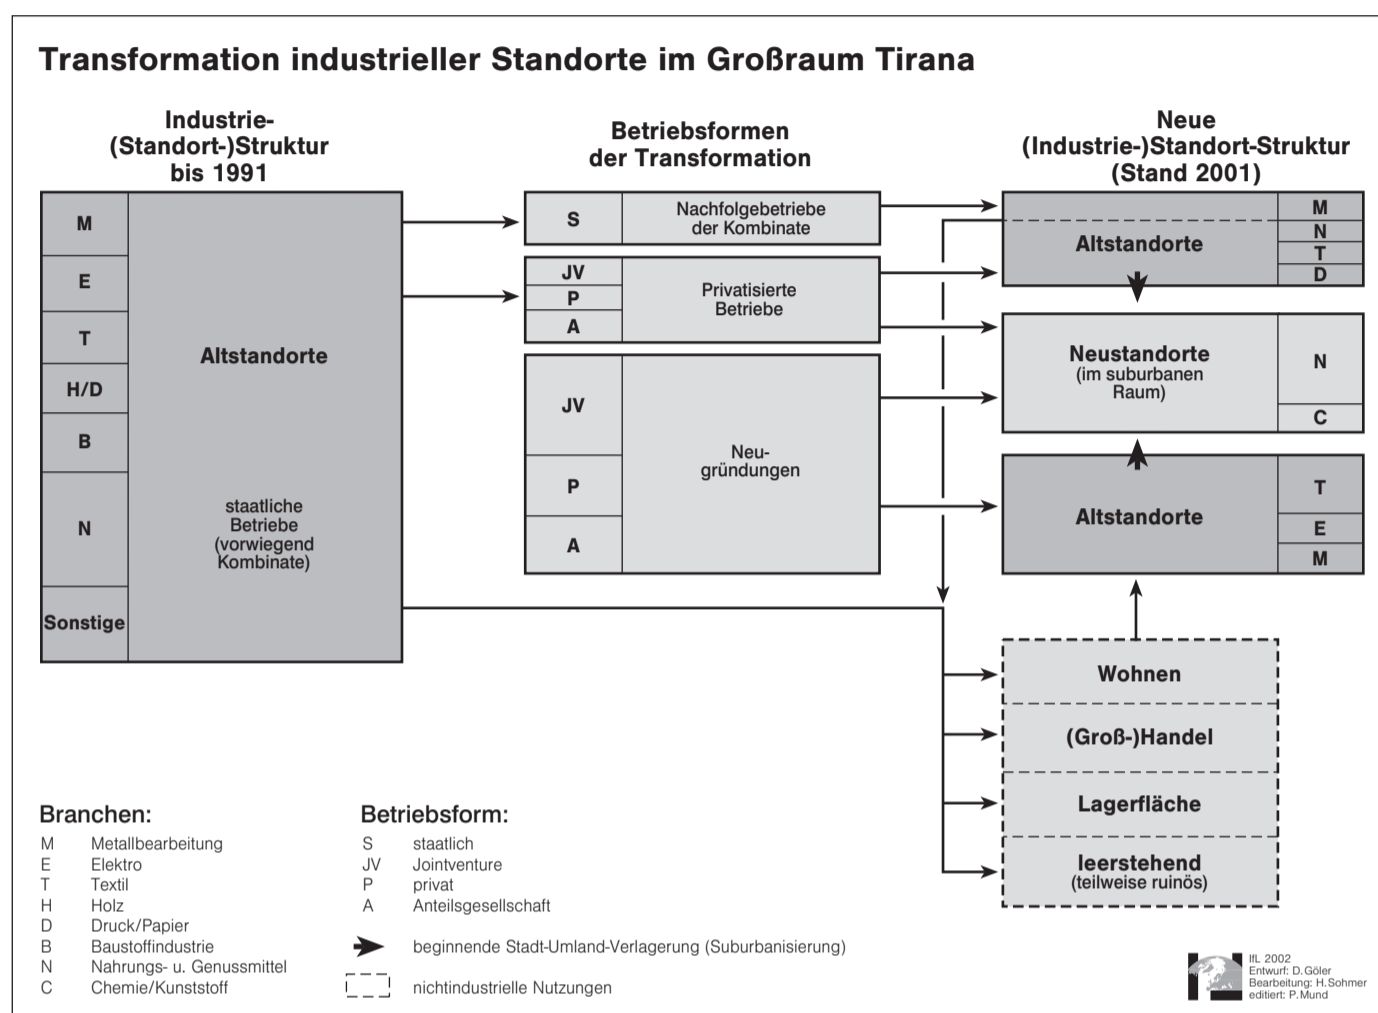 Transformation industrieller Standorte im Großraum Tirana
Industrie-
(Standort-)Struktur
bis 1991
M
E
T
H/D
B
N
Sonstige
Altstandorte
staatliche
Betriebe
(vorwiegend
Kombinate)
Betriebsformen
der Transformation
S
Nachfolgebetriebe
der Kombinate
JV
P
A
Privatisierte
Betriebe
JV
P
A
Neu-
gründungen
Neue
(Industrie-)Standort-Struktur
(Stand 2001)
Altstandorte
M
N
T
D
Neustandorte
(im suburbanen
Raum)
N
C
Altstandorte
T
E
M
Wohnen
(Groß-)Handel
Lagerfläche
leerstehend
(teilweise ruinös)
Branchen:
M Metallbearbeitung
E Elektro
T Textil
H Holz
D Druck/Papier
B Baustoffindustrie
N Nahrungs- u. Genussmittel
C Chemie/Kunststoff
Betriebsform:
S staatlich
JV Jointventure
P privat
A Anteilsgesellschaft
beginnende Stadt-Umland-Verlagerung (Suburbanisierung)
nichtindustrielle Nutzungen
IfL 2002
Entwurf: D.Göler
Bearbeitung: H.Sohmer
editiert: P.Mund